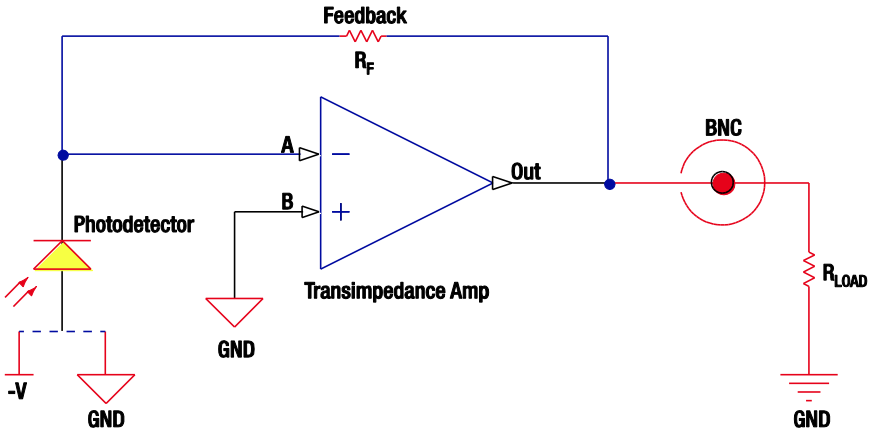 Feedback
RF
A
−
BNC
Out
B
+
Photodetector
RLOAD
Transimpedance Amp
GND
-V
GND
GND